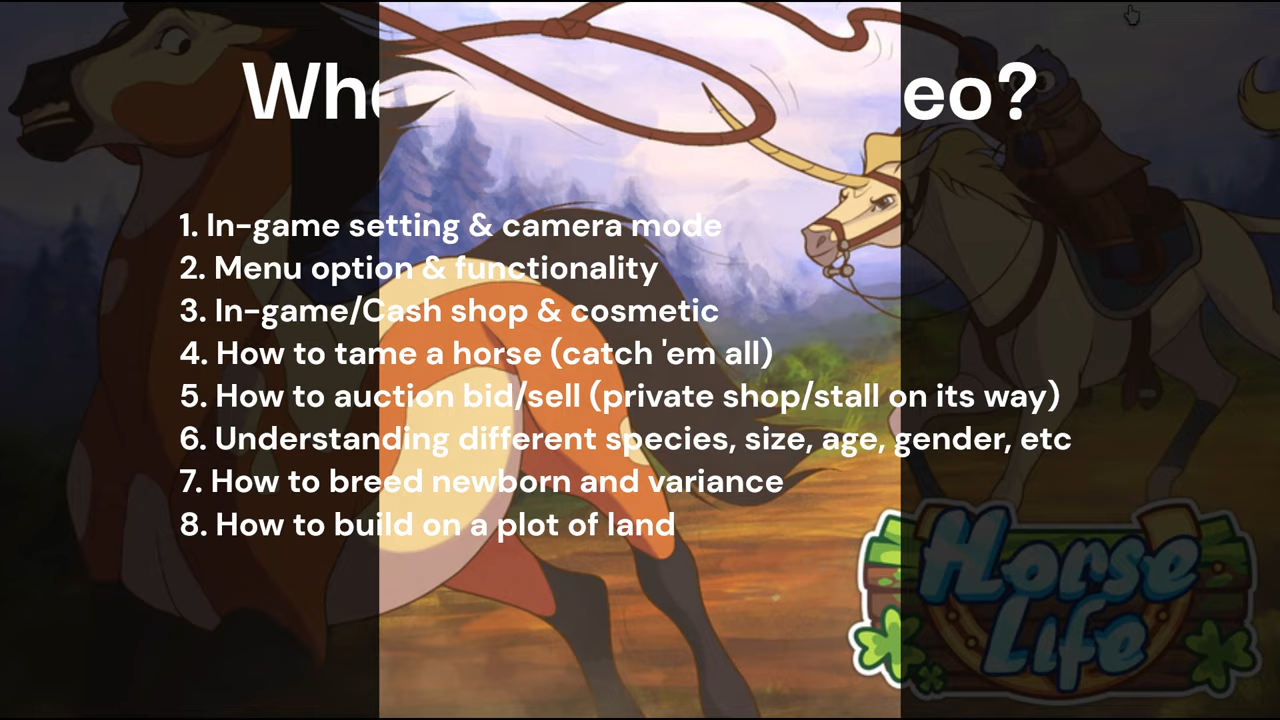 eo?
1. In-game setting & camera mode
2. Menu option & functionality
3. In-game/Cash shop & cosmetic
4. How to tame a horse (catch 'em all)
5. How to auction bid/sell (private shop/stall on its way)
6. Understanding different species, size, age, gender, etc
7. How to breed newborn and variance
8. How to build on a plot of land
Horse
Life